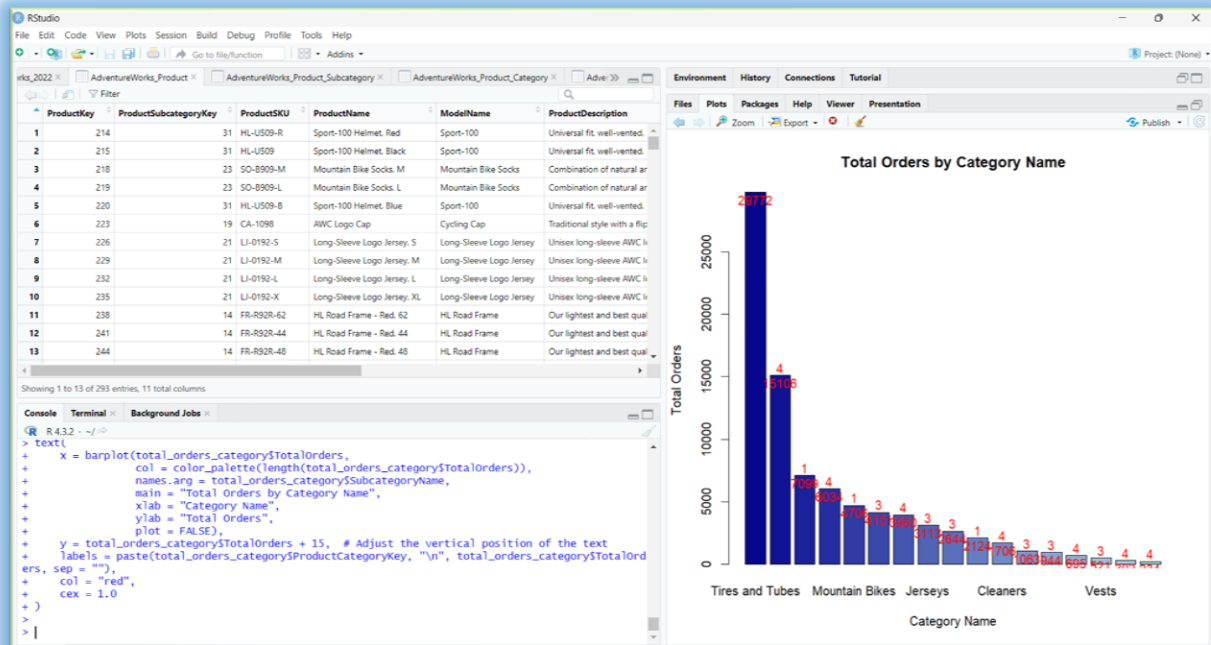 RStudio
File Edit Code View Plots Session Build Debug Profile Tools Help
Go to file/function Addins Project: (None)
rks_2022 AdventureWorks_Product AdventureWorks_Product_Subcategory AdventureWorks_Product_Category Adve
Filter
ProductKey ProductSubcategoryKey ProductSKU ProductName ModelName ProductDescription
1 214 31 HL-U509-R Sport-100 Helmet, Red Sport-100 Universal fit, well-vented,
2 215 31 HL-U509 Sport-100 Helmet, Black Sport-100 Universal fit, well-vented,
3 218 23 SO-B909-M Mountain Bike Socks, M Mountain Bike Socks Combination of natural ar
4 219 23 SO-B909-L Mountain Bike Socks, L Mountain Bike Socks Combination of natural ar
5 220 31 HL-U509-B Sport-100 Helmet, Blue Sport-100 Universal fit, well-vented,
6 223 19 CA-1098 AWC Logo Cap Cycling Cap Traditional style with a flip
7 226 21 LJ-0192-S Long-Sleeve Logo Jersey, S Long-Sleeve Logo Jersey Unisex long-sleeve AWC l
8 229 21 LJ-0192-M Long-Sleeve Logo Jersey, M Long-Sleeve Logo Jersey Unisex long-sleeve AWC l
9 232 21 LJ-0192-L Long-Sleeve Logo Jersey, L Long-Sleeve Logo Jersey Unisex long-sleeve AWC l
10 235 21 LJ-0192-X Long-Sleeve Logo Jersey, XL Long-Sleeve Logo Jersey Unisex long-sleeve AWC l
11 238 14 FR-R92R-62 HL Road Frame - Red, 62 HL Road Frame Our lightest and best qual
12 241 14 FR-R92R-44 HL Road Frame - Red, 44 HL Road Frame Our lightest and best qual
13 244 14 FR-R92R-48 HL Road Frame - Red, 48 HL Road Frame Our lightest and best qual
Showing 1 to 13 of 293 entries, 11 total columns
Console Terminal Background Jobs
R 4.3.2 · ~/
> text(
+ x = barplot(total_orders_category$TotalOrders,
+ col = color_palette(length(total_orders_category$TotalOrders)),
+ names.arg = total_orders_category$SubcategoryName,
+ main = "Total Orders by Category Name",
+ xlab = "Category Name",
+ ylab = "Total Orders",
+ plot = FALSE),
+ y = total_orders_category$TotalOrders + 15, # Adjust the vertical position of the text
+ labels = paste(total_orders_category$ProductCategoryKey, "\n", total_orders_category$TotalOrd
ers, sep = ""),
+ col = "red",
+ cex = 1.0
+ )
>
>
Environment History Connections Tutorial
Files Plots Packages Help Viewer Presentation
Zoom Export Publish
Total Orders by Category Name
Total Orders
25000
20000
15000
10000
5000
0
29772
4
15106
1
7099
4
6034
1
4706
3
4151
4
3960
3
3113
3
2644
4
2124
4
1706
3
1063
3
944
4
695
3
521
4
4
Tires and Tubes Mountain Bikes Jerseys Cleaners Vests
Category Name